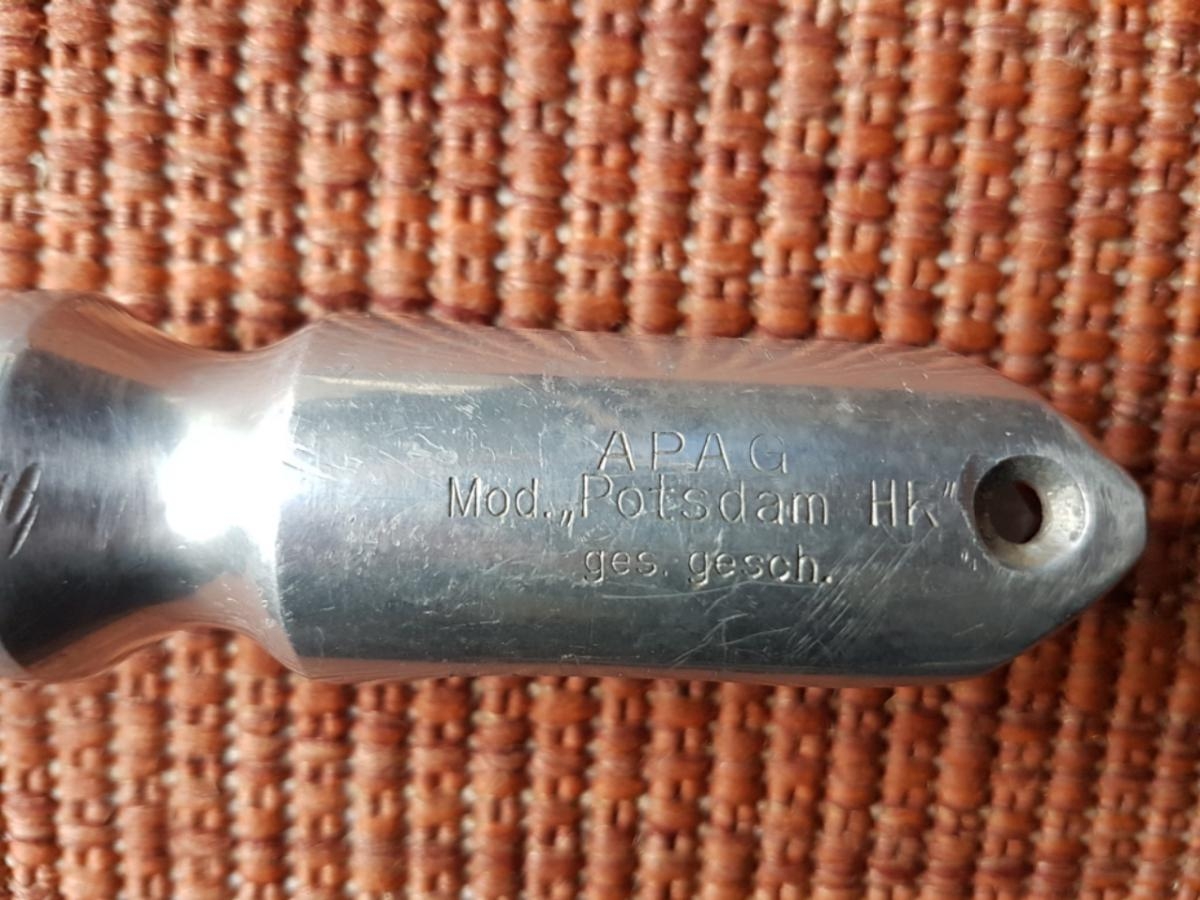 APAG
Mod. „Potsdam HK"
ges. gesch.